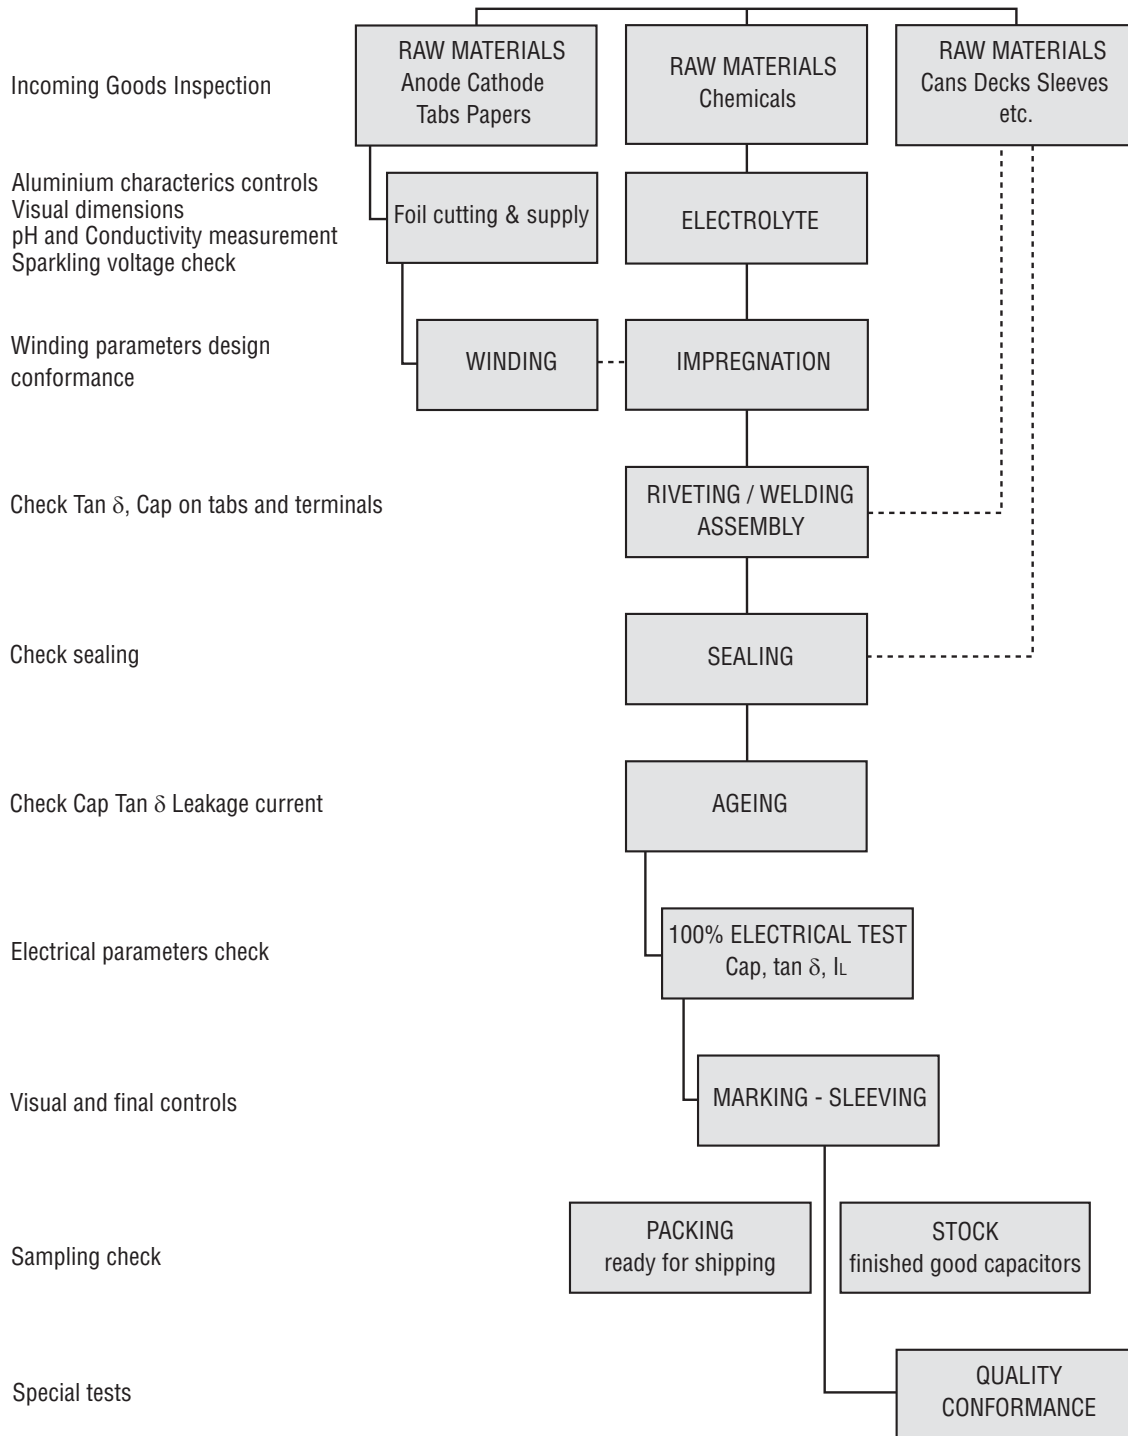 Incoming Goods Inspection
RAW MATERIALS
Anode Cathode
Tabs Papers
RAW MATERIALS
Chemicals
RAW MATERIALS
Cans Decks Sleeves
etc.
Aluminium characterics controls
Visual dimensions
pH and Conductivity measurement
Sparkling voltage check
Foil cutting & supply
ELECTROLYTE
Winding parameters design
conformance
WINDING
IMPREGNATION
Check Tan δ, Cap on tabs and terminals
RIVETING / WELDING
ASSEMBLY
Check sealing
SEALING
Check Cap Tan δ Leakage current
AGEING
Electrical parameters check
100% ELECTRICAL TEST
Cap, tan δ, IL
Visual and final controls
MARKING - SLEEVING
Sampling check
PACKING
ready for shipping
STOCK
finished good capacitors
Special tests
QUALITY
CONFORMANCE